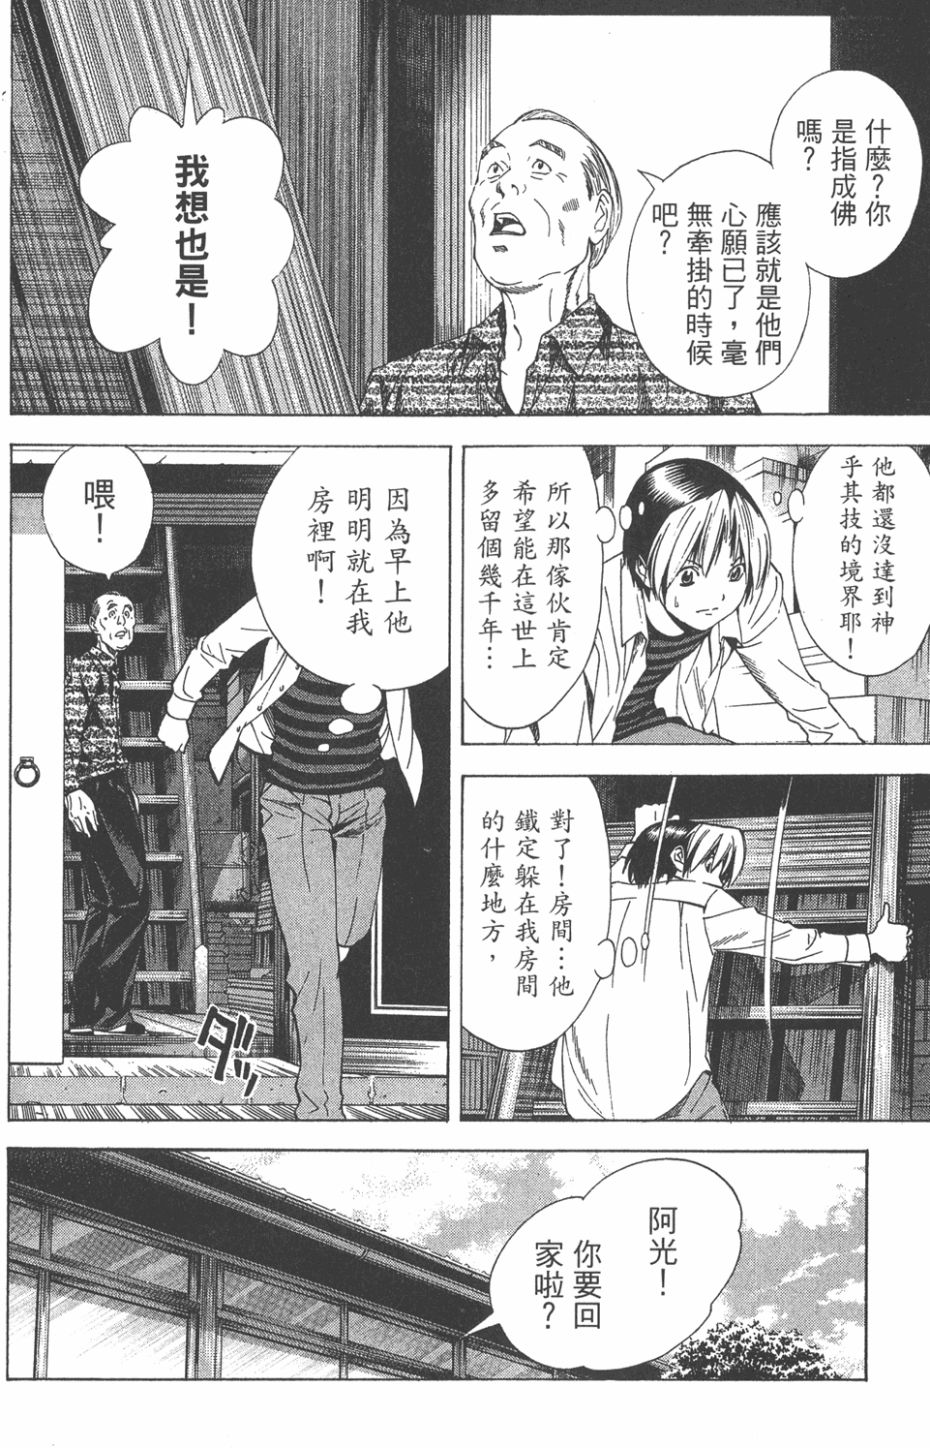 什麼？你
是指成佛
嗎？
應該就是他們
心願已了，毫
無牽掛的時候
吧？
我想也是！
他都還沒達到神
乎其技的境界耶！
所以那傢伙肯定
希望能在這世上
多留個幾千年…
對了！房間…他
鐵定躲在我房間
的什麼地方，
因為早上他
明明就在我
房裡啊！
喂！
ダッ
阿光！
你要回
家啦？